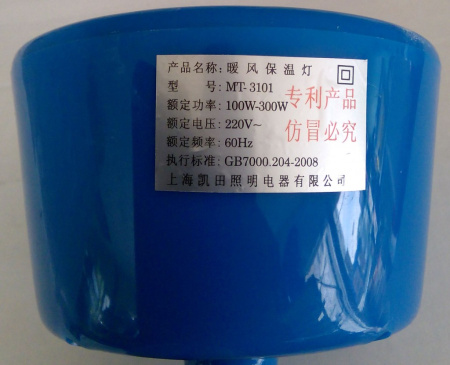 产品名称：暖风保温灯
型 号：MT-3101
额定功率：100W-300W
额定电压：220V~
额定频率：60Hz
执行标准：GB7000.204-2008
上海凯田照明电器有限公司
专利产品
仿冒必究